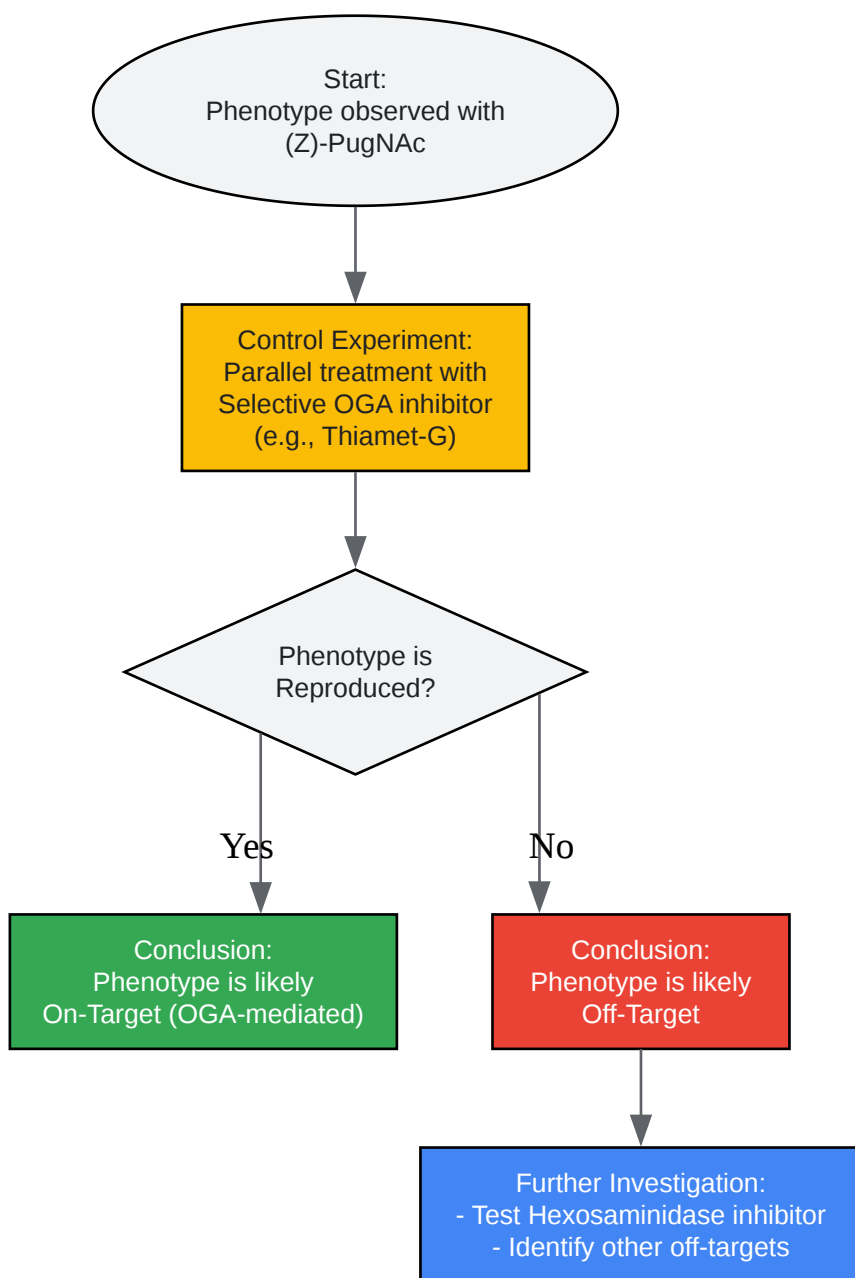 Start:
Phenotype observed with
(Z)-PugNAc
Control Experiment:
Parallel treatment with
Selective OGA inhibitor
(e.g., Thiamet-G)
Phenotype is
Reproduced?
Yes
No
Conclusion:
Phenotype is likely
On-Target (OGA-mediated)
Conclusion:
Phenotype is likely
Off-Target
Further Investigation:
- Test Hexosaminidase inhibitor
- Identify other off-targets